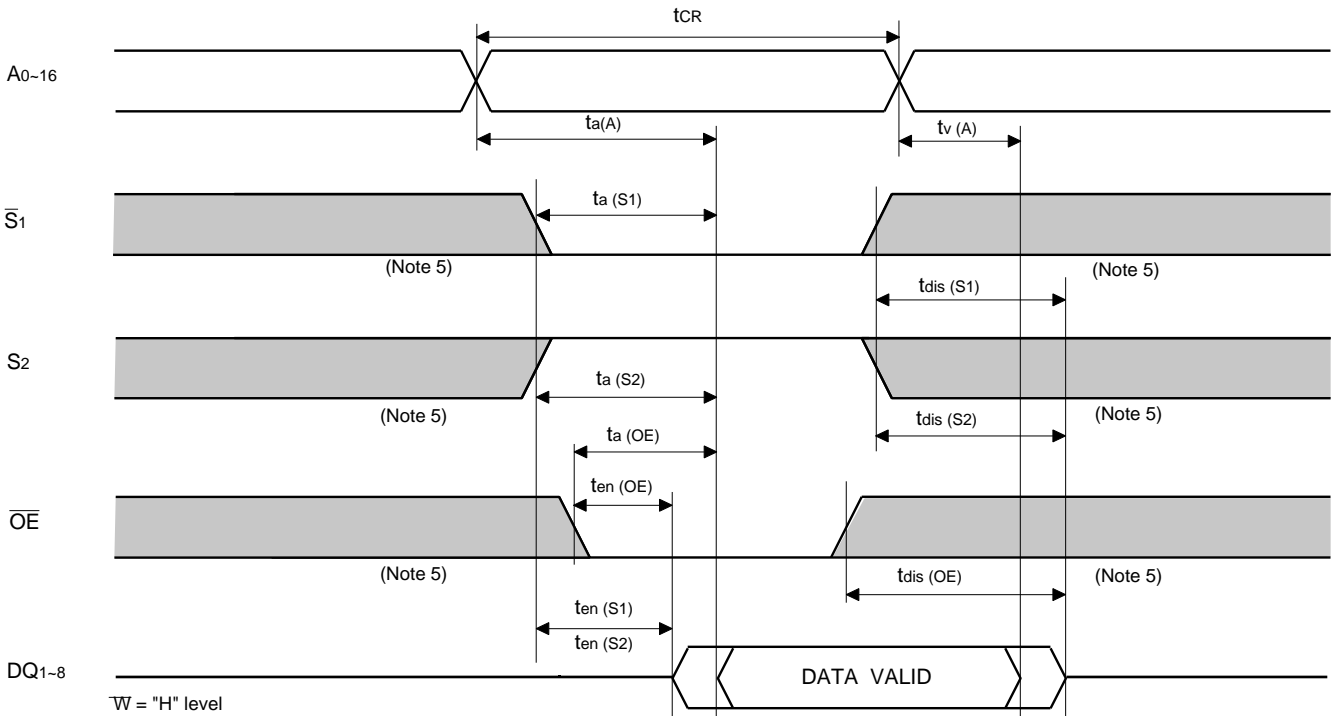 tCR
A0~16
ta(A)
tv (A)
S̅1
ta (S1)
(Note 5)
(Note 5)
tdis (S1)
S2
ta (S2)
(Note 5)
(Note 5)
tdis (S2)
ta (OE)
ten (OE)
O̅E̅
(Note 5)
(Note 5)
tdis (OE)
ten (S1)
ten (S2)
DQ1~8
DATA VALID
W̅ = "H" level